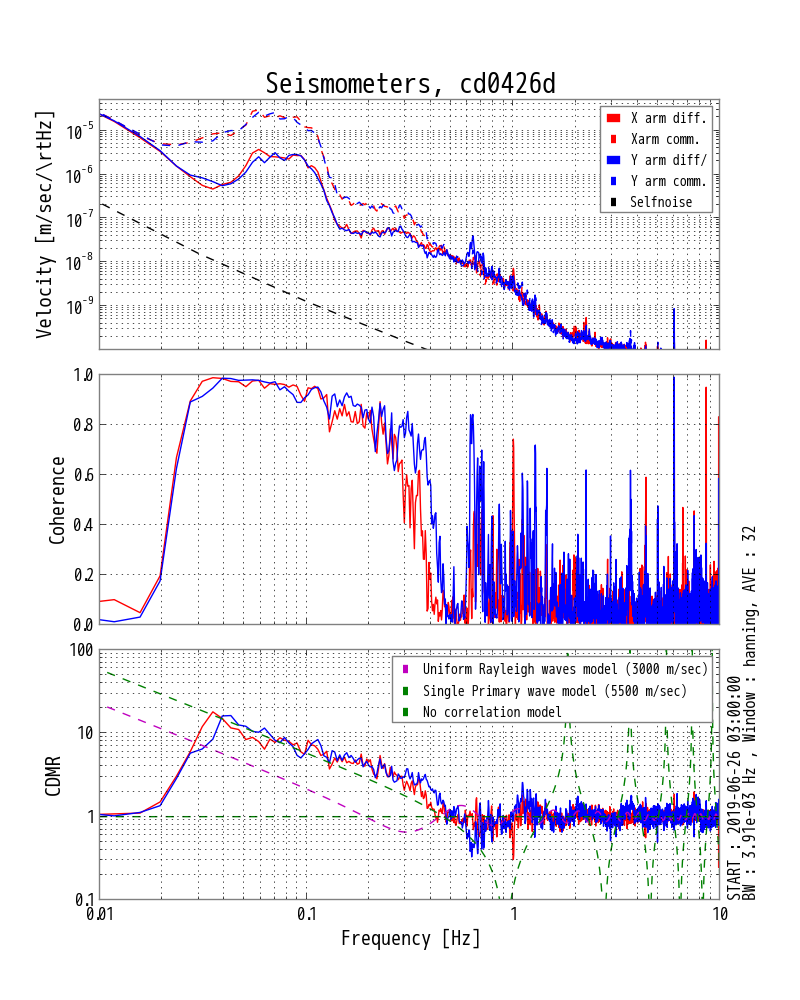 Seismometers, cd0426d
Velocity [m/sec/\rtHz]
10^-5
10^-6
10^-7
10^-8
10^-9
X arm diff.
Xarm comm.
Y arm diff/
Y arm comm.
Selfnoise
Coherence
1.0
0.8
0.6
0.4
0.2
0.0
CDMR
100
10
1
0.1
Uniform Rayleigh waves model (3000 m/sec)
Single Primary wave model (5500 m/sec)
No correlation model
0.01
0.1
1
10
Frequency [Hz]
START : 2019-06-26 03:00:00
BW : 3.91e-03 Hz , Window : hanning, AVE : 32